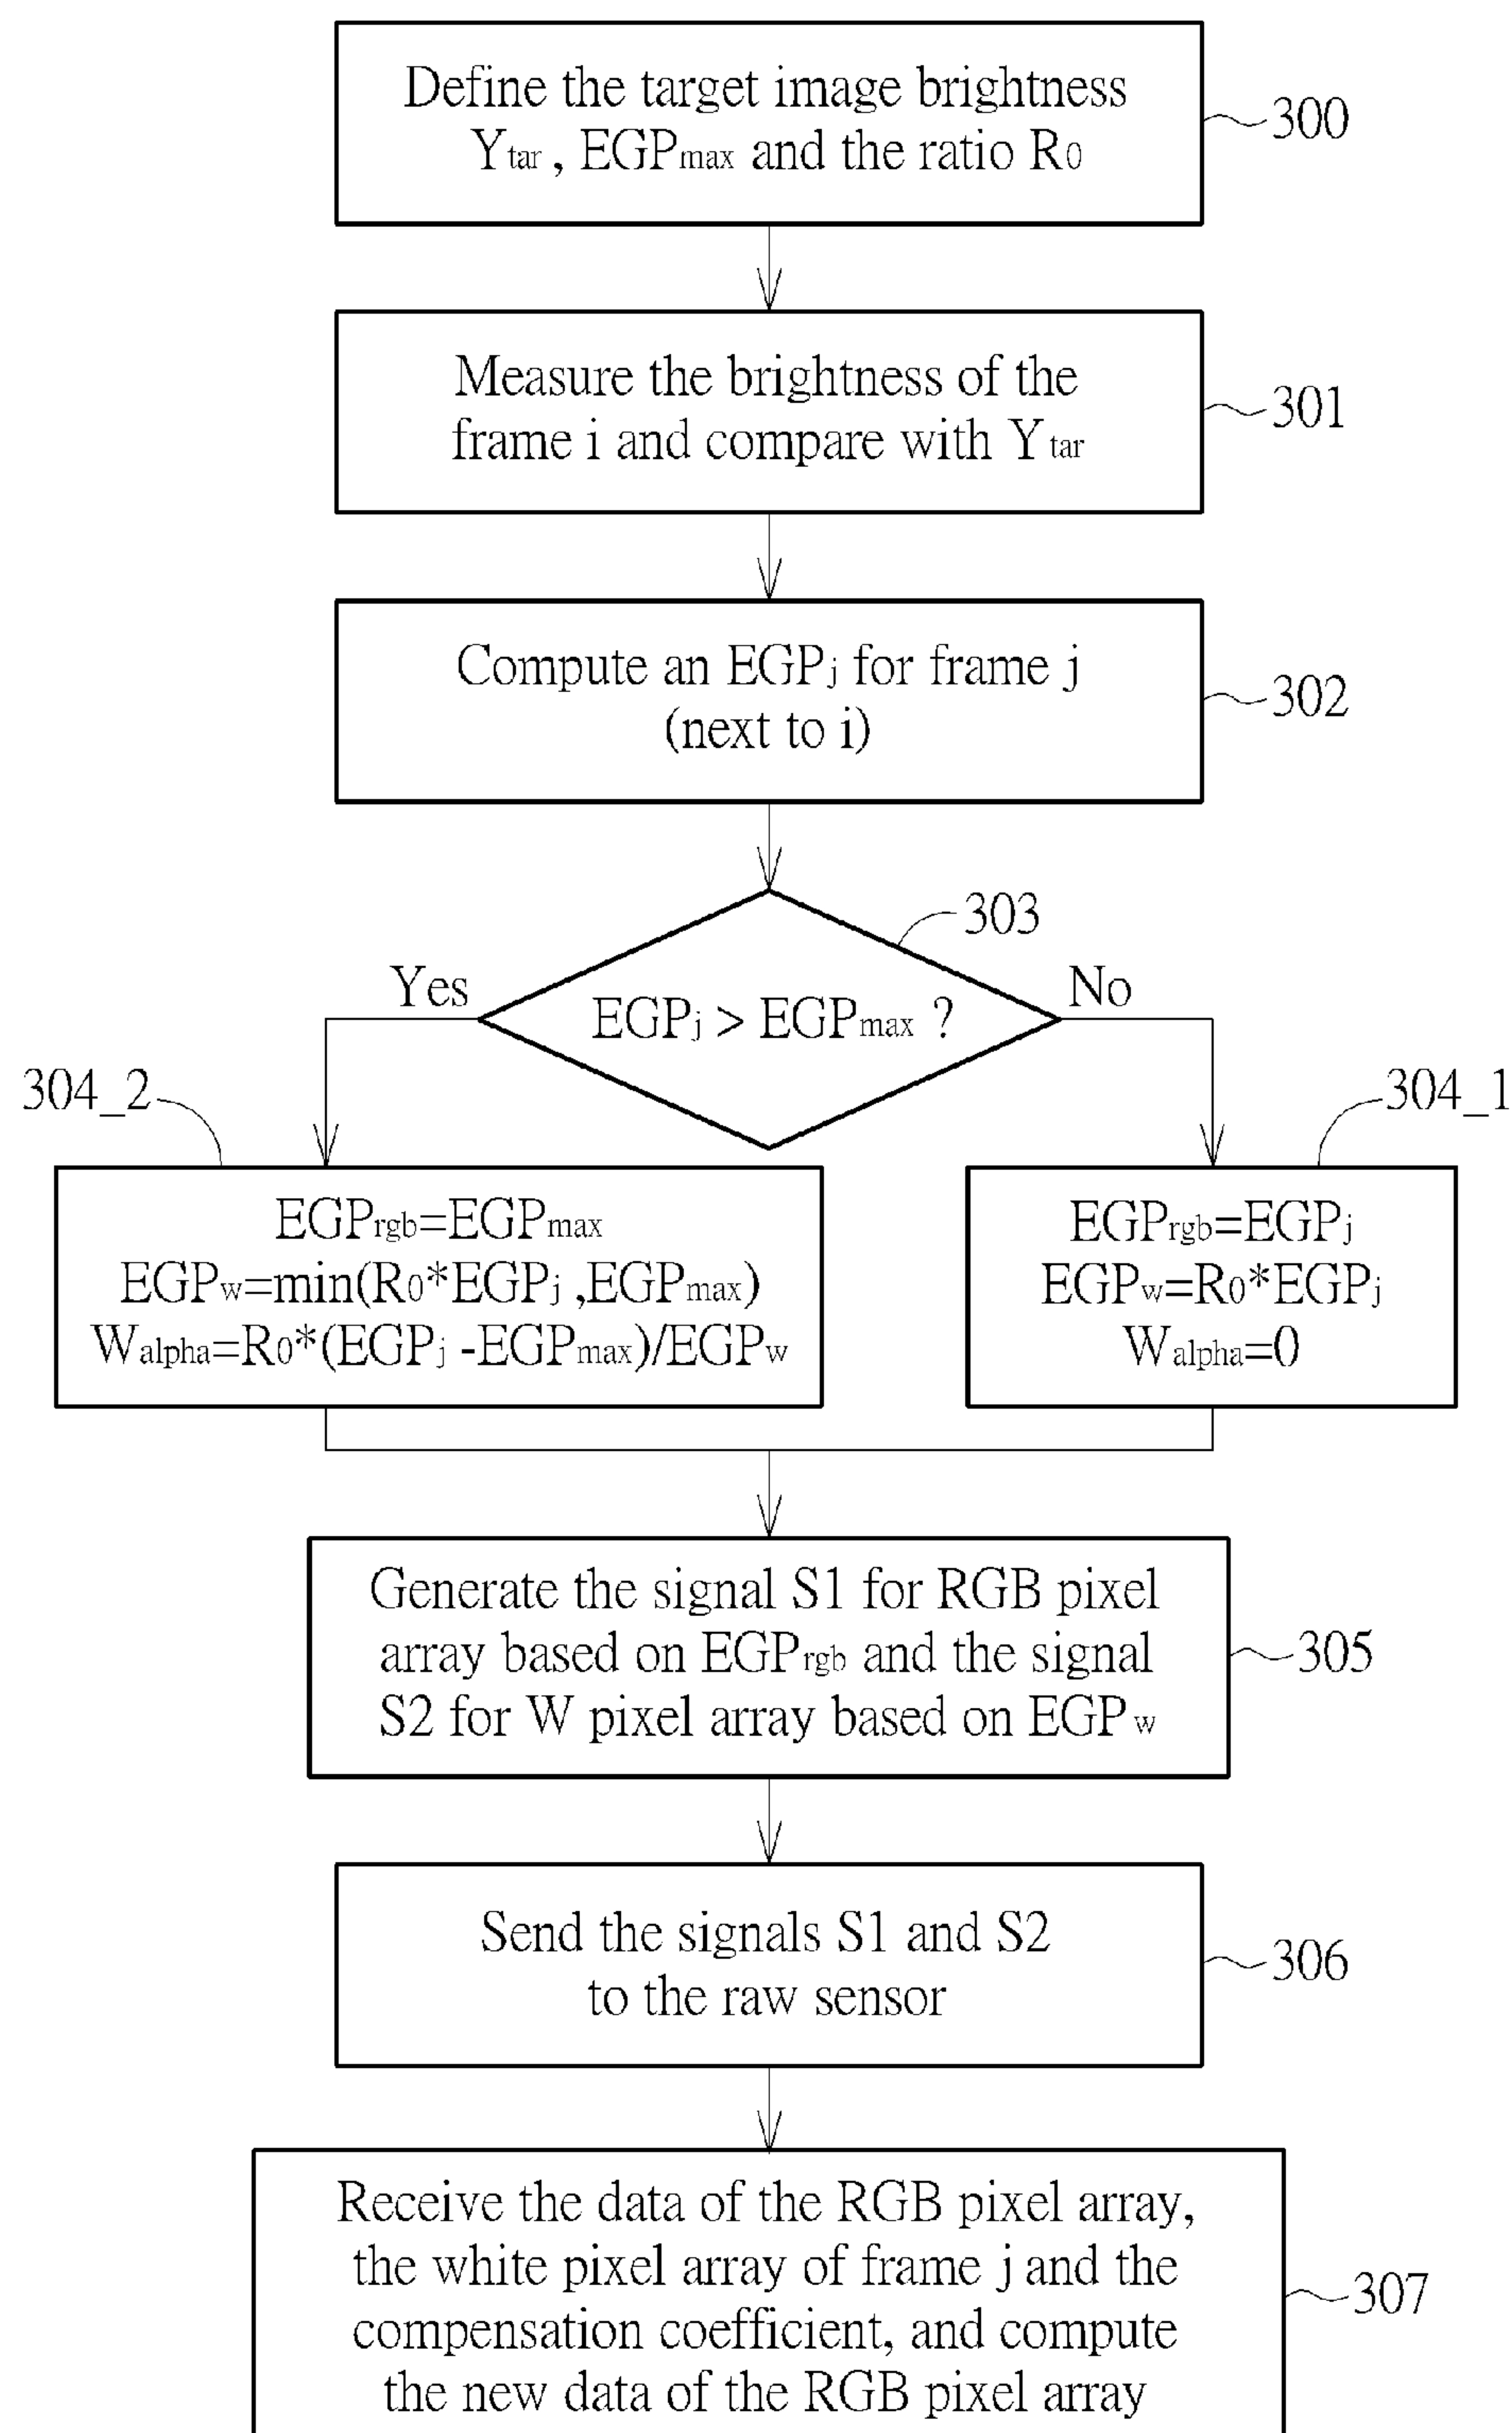 Define the target image brightness
Ytar , EGPmax and the ratio R0
300
Measure the brightness of the
frame i and compare with Ytar
301
Compute an EGPj for frame j
(next to i)
302
303
Yes
EGPj > EGPmax ?
No
304_2
304_1
EGPrgb=EGPmax
EGPw=min(R0*EGPj ,EGPmax)
Walpha=R0*(EGPj -EGPmax)/EGPw
EGPrgb=EGPj
EGPw=R0*EGPj
Walpha=0
Generate the signal S1 for RGB pixel
array based on EGPrgb and the signal
S2 for W pixel array based on EGPw
305
Send the signals S1 and S2
to the raw sensor
306
Receive the data of the RGB pixel array,
the white pixel array of frame j and the
compensation coefficient, and compute
the new data of the RGB pixel array
307